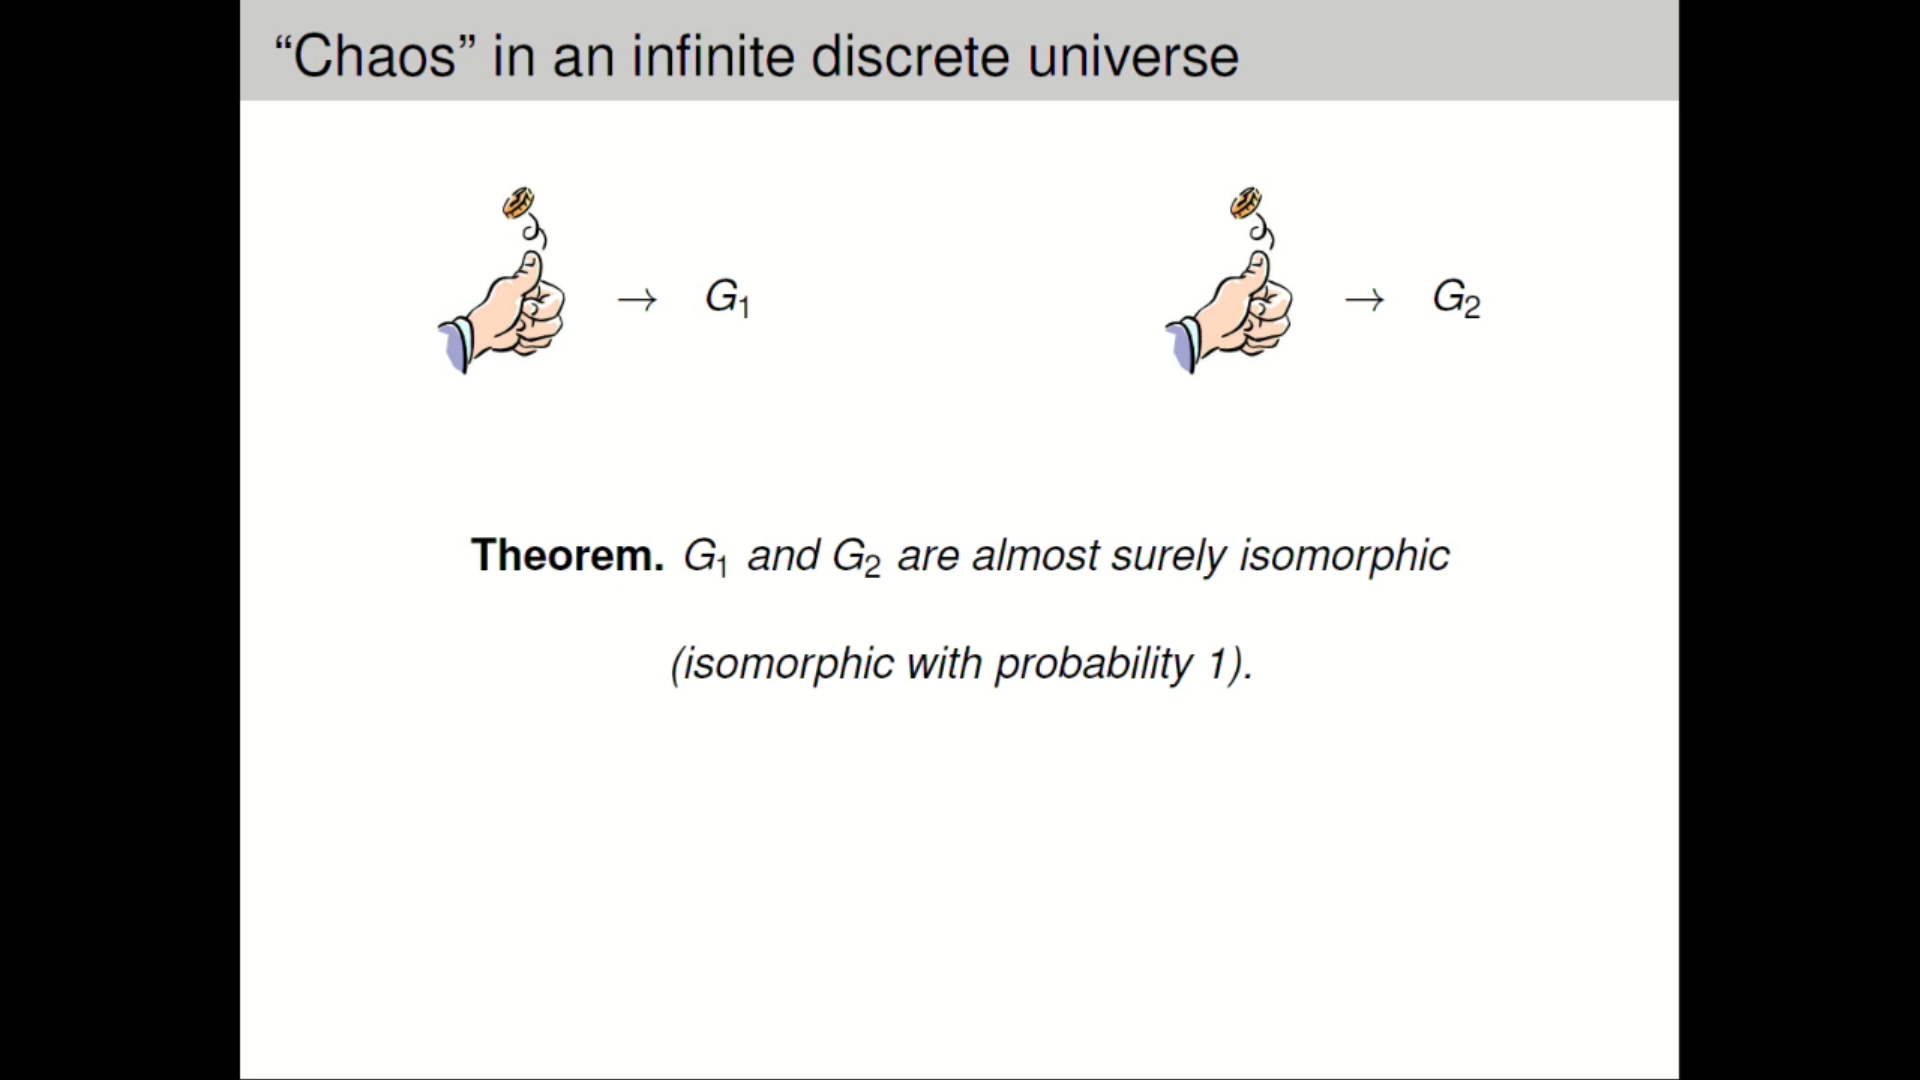 “Chaos” in an infinite discrete universe
→ G₁
→ G₂
Theorem. G₁ and G₂ are almost surely isomorphic
(isomorphic with probability 1).